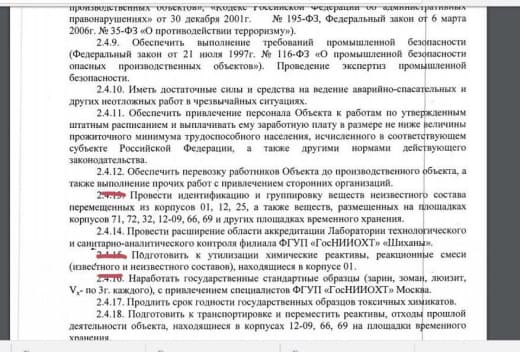 производственных объектов», «Кодекс Российской Федерации об административных
правонарушениях» от 30 декабря 2001г. № 195-ФЗ, Федеральный закон от 6 марта
2006г. № 35-ФЗ «О противодействии терроризму»).
2.4.9. Обеспечить выполнение требований промышленной безопасности
(Федеральный закон от 21 июля 1997г. № 116-ФЗ «О промышленной безопасности
опасных производственных объектов»). Проведение экспертиз промышленной
безопасности.
2.4.10. Иметь достаточные силы и средства на ведение аварийно-спасательных и
других неотложных работ в чрезвычайных ситуациях.
2.4.11. Обеспечить привлечение персонала Объекта к работам по утвержденным
штатным расписанием и выплачивать ему заработную плату в размере не ниже величины
прожиточного минимума трудоспособного населения, исчисленного в соответствующем
субъекте Российской Федерации, а также другими нормами действующего
законодательства.
2.4.12. Обеспечить перевозку работников Объекта до производственного объекта, а
также выполнение прочих работ с привлечением сторонних организаций.
2.4.13. Провести идентификацию и группировку веществ неизвестного состава
перемещенных из корпусов 01, 12, 25, а также веществ, размещенных на площадках
корпусов 71, 72, 32, 12-09, 66, 69 и других площадках временного хранения.
2.4.14. Провести расширение области аккредитации Лаборатории технологического
и санитарно-аналитического контроля филиала ФГУП «ГосНИИОХТ» «Шиханы».
2.4.15. Подготовить к утилизации химические реактивы, реакционные смеси
(известного и неизвестного составов), находящиеся в корпусе 01.
2.4.16. Наработать государственные стандартные образцы (зарин, зоман, люизит,
Vx- по 3г. каждого), с привлечением специалистов ФГУП «ГосНИИОХТ» Москва.
2.4.17. Продлить срок годности государственных образцов токсичных химикатов.
2.4.18. Подготовить к транспортировке и переместить реактивы, отходы прошлой
деятельности объекта, находящиеся в корпусах 12-09, 66, 69 на площадки временного
хранения.